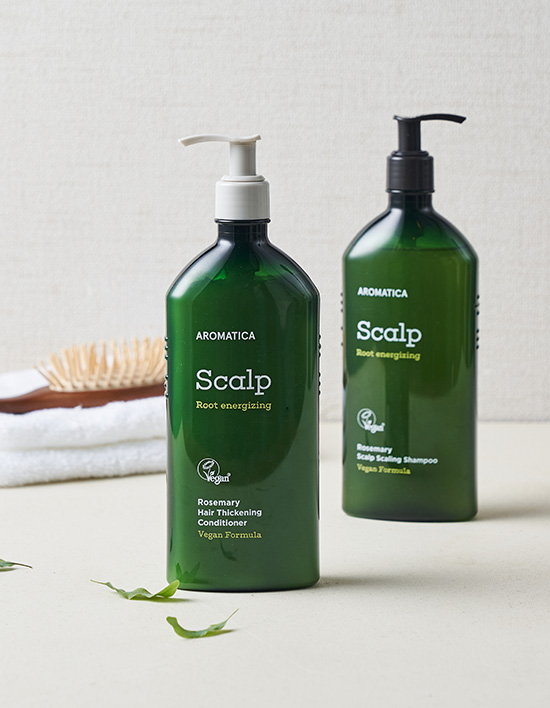 AROMATICA
Scalp
Root energizing
vegan
Rosemary
Hair Thickening
Conditioner
Vegan Formula
AROMATICA
Scalp
Root energizing
vegan
Rosemary
Scalp Scaling Shampoo
Vegan Formula